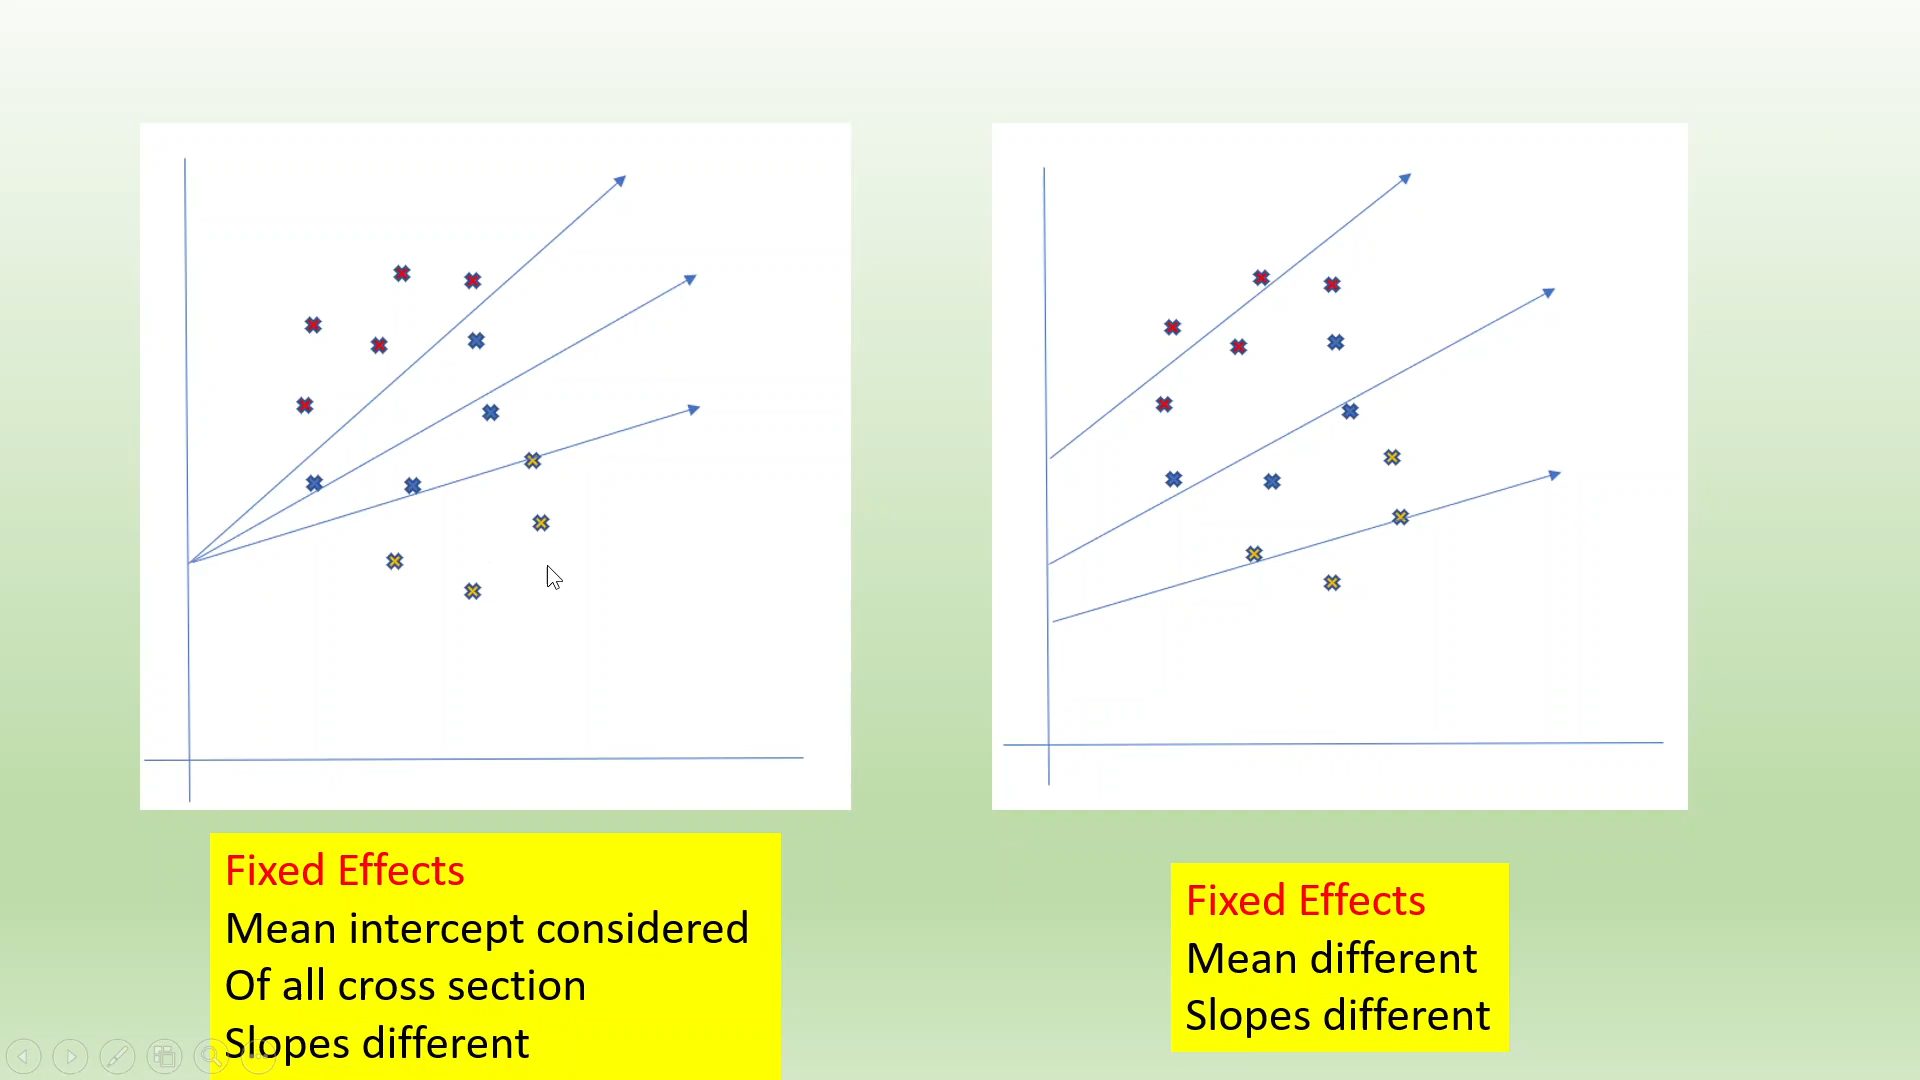 Fixed Effects
Mean intercept considered
Of all cross section
Slopes different
Fixed Effects
Mean different
Slopes different